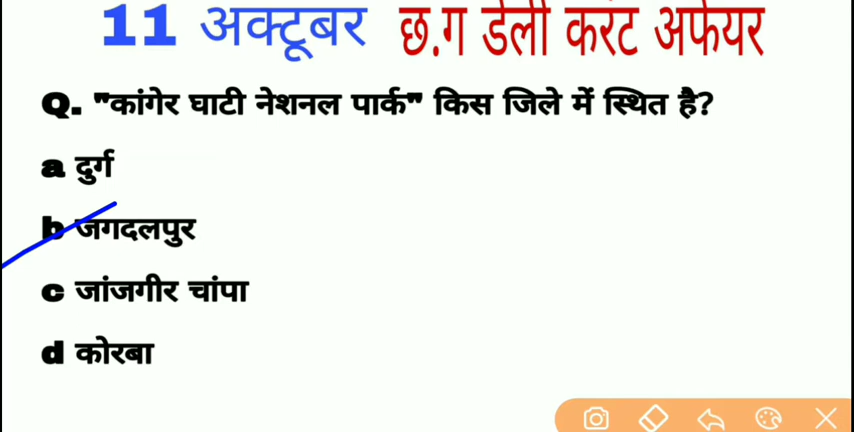 11 अक्टूबर छ.ग डेली करंट अफेयर
Q. "कांगेर घाटी नेशनल पार्क" किस जिले में स्थित है?
a दुर्ग
b जगदलपुर
c जांजगीर चांपा
d कोरबा